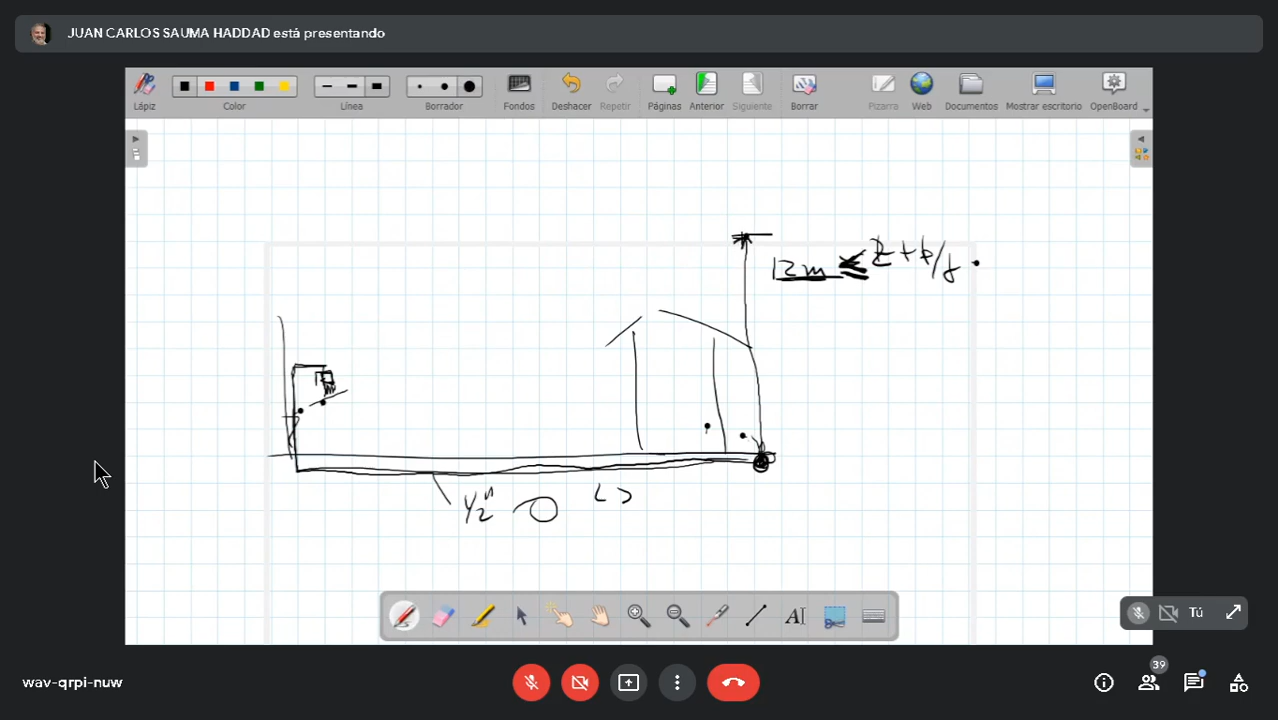 JUAN CARLOS SAUMA HADDAD está presentando
Lápiz
Color
Línea
Borrador
Fondos
Deshacer
Repetir
Páginas
Anterior
Siguiente
Borrar
Pizarra
Web
Documentos
Mostrar escritorio
OpenBoard
12m ≤ Z + P/γ
1/2"
Tú
wav-qrpi-nuw
39